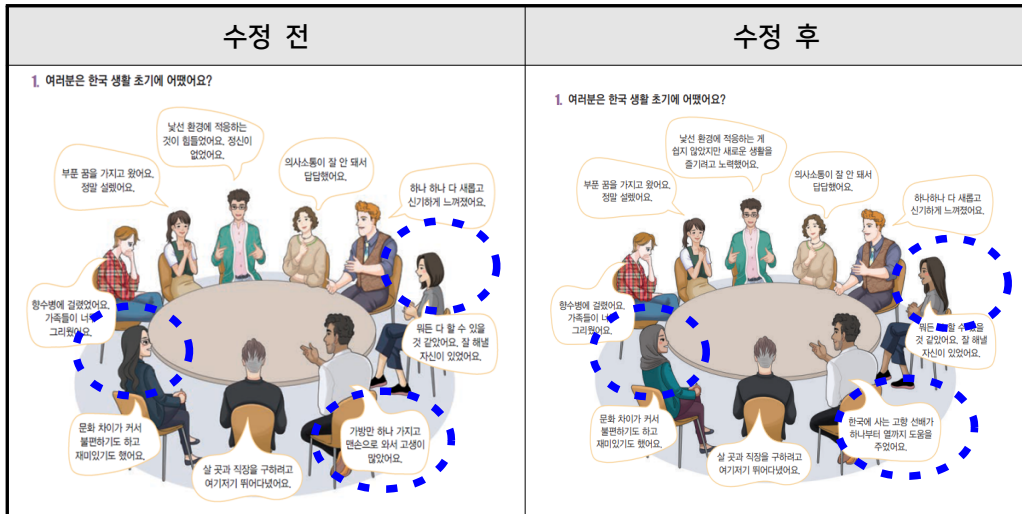 수정 전
수정 후
1. 여러분은 한국 생활 초기에 어땠어요?
낯선 환경에 적응하는
것이 힘들었어요. 정신이
없었어요.
부푼 꿈을 가지고 왔어요.
정말 설렜어요.
의사소통이 잘 안 돼서
답답했어요.
하나 하나 다 새롭고
신기하게 느껴졌어요.
향수병에 걸렸었어요.
가족들이 너무
그리웠어요.
뭐든 다 할 수 있을
것 같았어요. 잘 해낼
자신이 있었어요.
문화 차이가 커서
불편하기도 하고
재미있기도 했어요.
살 곳과 직장을 구하려고
여기저기 뛰어다녔어요.
가방만 하나 가지고
맨손으로 와서 고생이
많았어요.
1. 여러분은 한국 생활 초기에 어땠어요?
낯선 환경에 적응하는 게
쉽지 않았지만 새로운 생활을
즐기려고 노력했어요.
부푼 꿈을 가지고 왔어요.
정말 설렜어요.
의사소통이 잘 안 돼서
답답했어요.
하나하나 다 새롭고
신기하게 느껴졌어요.
향수병에 걸렸어요.
가족들이
그리웠어요.
뭐든 다 할 수 있을
것 같았어요. 잘 해낼
자신이 있었어요.
문화 차이가 커서
불편하기도 하고
재미있기도 했어요.
살 곳과 직장을 구하려고
여기저기 뛰어다녔어요.
한국에 사는 고향 선배가
하나부터 열까지 도움을
주었어요.